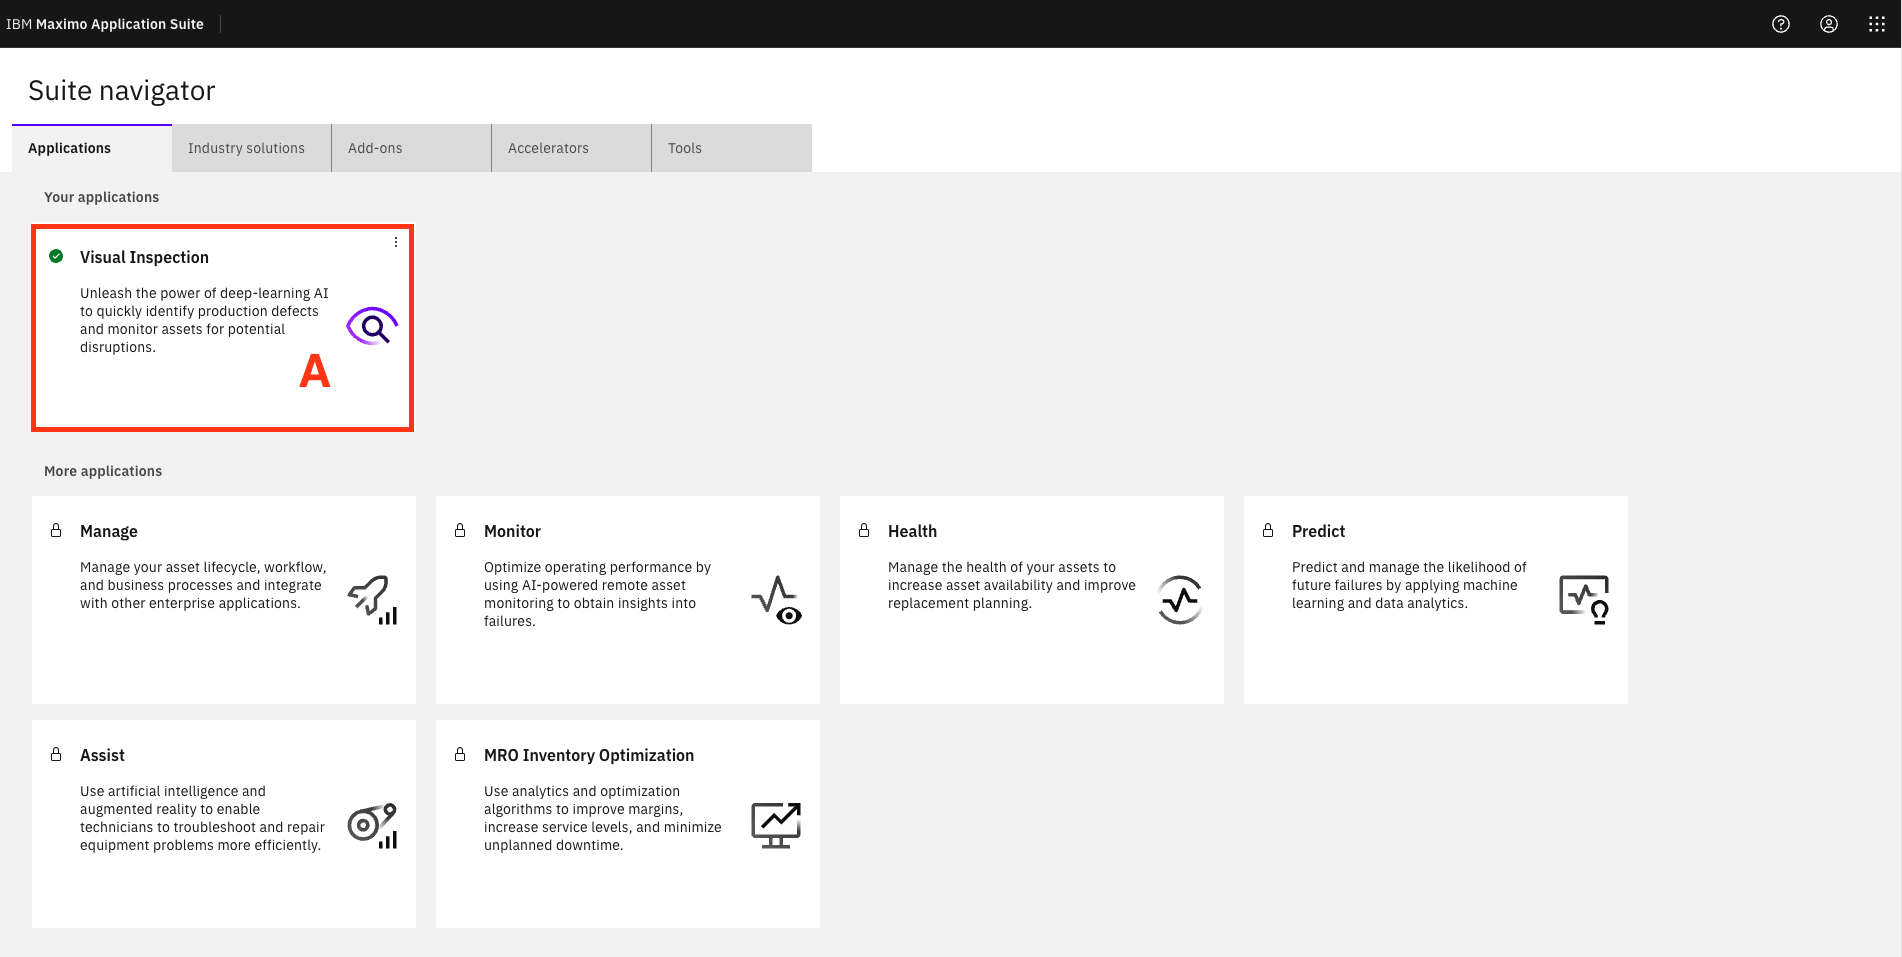 IBM Maximo Application Suite
Suite navigator
Applications
Industry solutions
Add-ons
Accelerators
Tools
Your applications
Visual Inspection
Unleash the power of deep-learning AI
to quickly identify production defects
and monitor assets for potential
disruptions.
A
More applications
Manage
Manage your asset lifecycle, workflow,
and business processes and integrate
with other enterprise applications.
Monitor
Optimize operating performance by
using AI-powered remote asset
monitoring to obtain insights into
failures.
Health
Manage the health of your assets to
increase asset availability and improve
replacement planning.
Predict
Predict and manage the likelihood of
future failures by applying machine
learning and data analytics.
Assist
Use artificial intelligence and
augmented reality to enable
technicians to troubleshoot and repair
equipment problems more efficiently.
MRO Inventory Optimization
Use analytics and optimization
algorithms to improve margins,
increase service levels, and minimize
unplanned downtime.